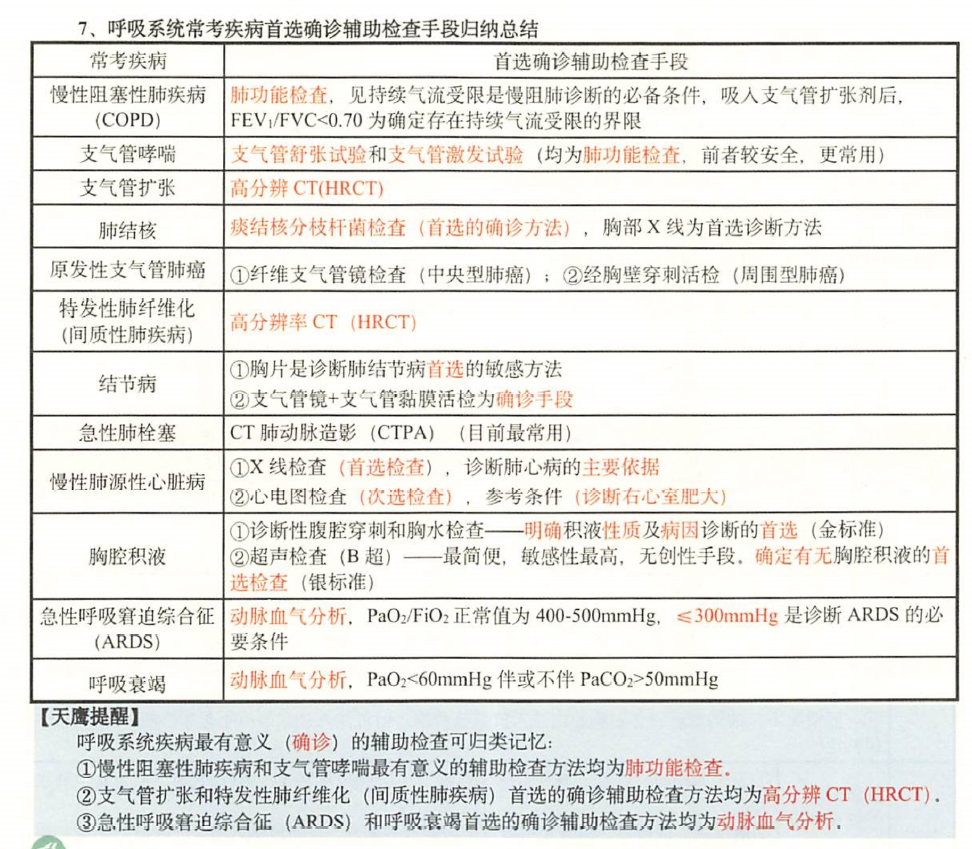 7、呼吸系统常考疾病首选确诊辅助检查手段归纳总结
常考疾病
首选确诊辅助检查手段
慢性阻塞性肺疾病
(COPD)
肺功能检查，见持续气流受限是慢阻肺诊断的必备条件，吸入支气管扩张剂后，
FEV₁/FVC<0.70 为确定存在持续气流受限的界限
支气管哮喘
支气管舒张试验和支气管激发试验（均为肺功能检查，前者较安全，更常用）
支气管扩张
高分辨 CT(HRCT)
肺结核
痰结核分枝杆菌检查（首选的确诊方法），胸部 X 线为首选诊断方法
原发性支气管肺癌
①纤维支气管镜检查（中央型肺癌）；②经胸壁穿刺活检（周围型肺癌）
特发性肺纤维化
(间质性肺疾病)
高分辨率 CT（HRCT）
结节病
①胸片是诊断肺结节病首选的敏感方法
②支气管镜+支气管黏膜活检为确诊手段
急性肺栓塞
CT 肺动脉造影（CTPA）（目前最常用）
慢性肺源性心脏病
①X 线检查（首选检查），诊断肺心病的主要依据
②心电图检查（次选检查），参考条件（诊断右心室肥大）
胸腔积液
①诊断性腹腔穿刺和胸水检查——明确积液性质及病因诊断的首选（金标准）
②超声检查（B 超）——最简便，敏感性最高，无创性手段。确定有无胸腔积液的首
选检查（银标准）
急性呼吸窘迫综合征
(ARDS)
动脉血气分析，PaO₂/FiO₂ 正常值为 400-500mmHg，≤300mmHg 是诊断 ARDS 的必
要条件
呼吸衰竭
动脉血气分析，PaO₂<60mmHg 伴或不伴 PaCO₂>50mmHg
【天鹰提醒】
呼吸系统疾病最有意义（确诊）的辅助检查可归类记忆：
①慢性阻塞性肺疾病和支气管哮喘最有意义的辅助检查方法均为肺功能检查。
②支气管扩张和特发性肺纤维化（间质性肺疾病）首选的确诊辅助检查方法均为高分辨 CT（HRCT）.
③急性呼吸窘迫综合征（ARDS）和呼吸衰竭首选的确诊辅助检查方法均为动脉血气分析.